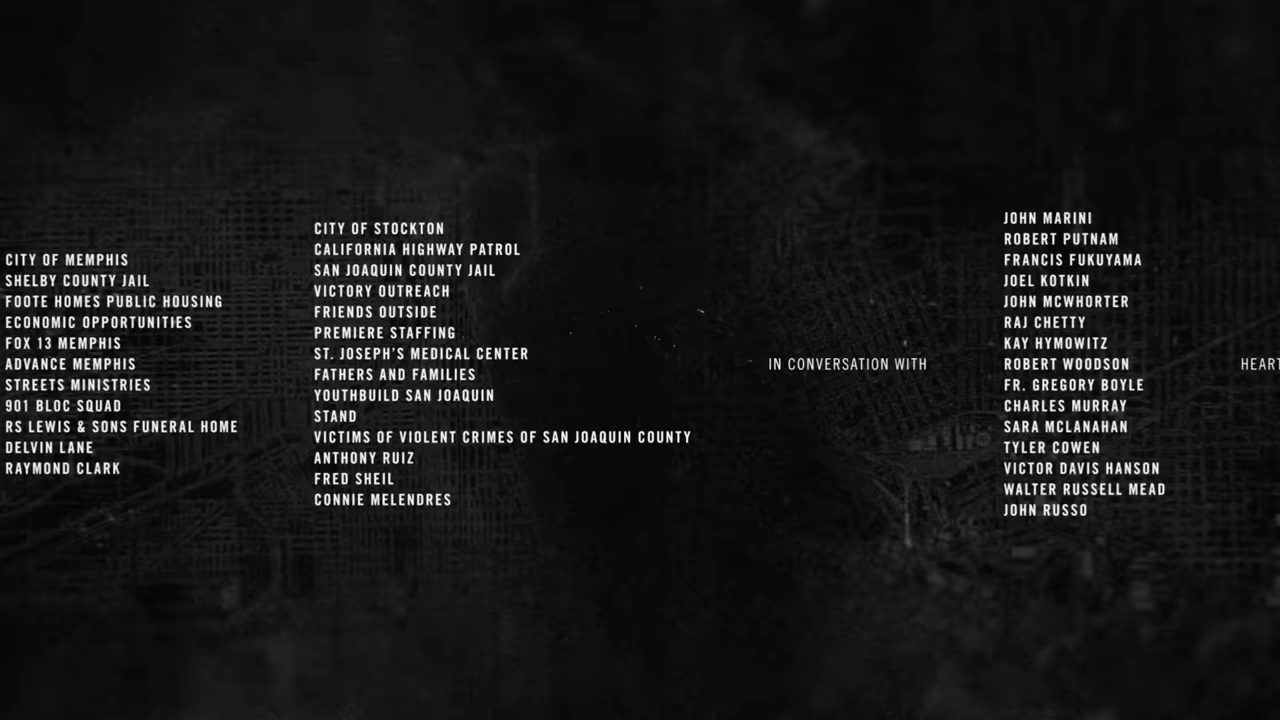 CITY OF MEMPHIS
SHELBY COUNTY JAIL
FOOTE HOMES PUBLIC HOUSING
ECONOMIC OPPORTUNITIES
FOX 13 MEMPHIS
ADVANCE MEMPHIS
STREETS MINISTRIES
901 BLOC SQUAD
RS LEWIS & SONS FUNERAL HOME
DELVIN LANE
RAYMOND CLARK
CITY OF STOCKTON
CALIFORNIA HIGHWAY PATROL
SAN JOAQUIN COUNTY JAIL
VICTORY OUTREACH
FRIENDS OUTSIDE
PREMIERE STAFFING
ST. JOSEPH'S MEDICAL CENTER
FATHERS AND FAMILIES
YOUTHBUILD SAN JOAQUIN
STAND
VICTIMS OF VIOLENT CRIMES OF SAN JOAQUIN COUNTY
ANTHONY RUIZ
FRED SHEIL
CONNIE MELENDRES
IN CONVERSATION WITH
JOHN MARINI
ROBERT PUTNAM
FRANCIS FUKUYAMA
JOEL KOTKIN
JOHN MCWHORTER
RAJ CHETTY
KAY HYMOWITZ
ROBERT WOODSON
FR. GREGORY BOYLE
CHARLES MURRAY
SARA MCLANAHAN
TYLER COWEN
VICTOR DAVIS HANSON
WALTER RUSSELL MEAD
JOHN RUSSO
HEART